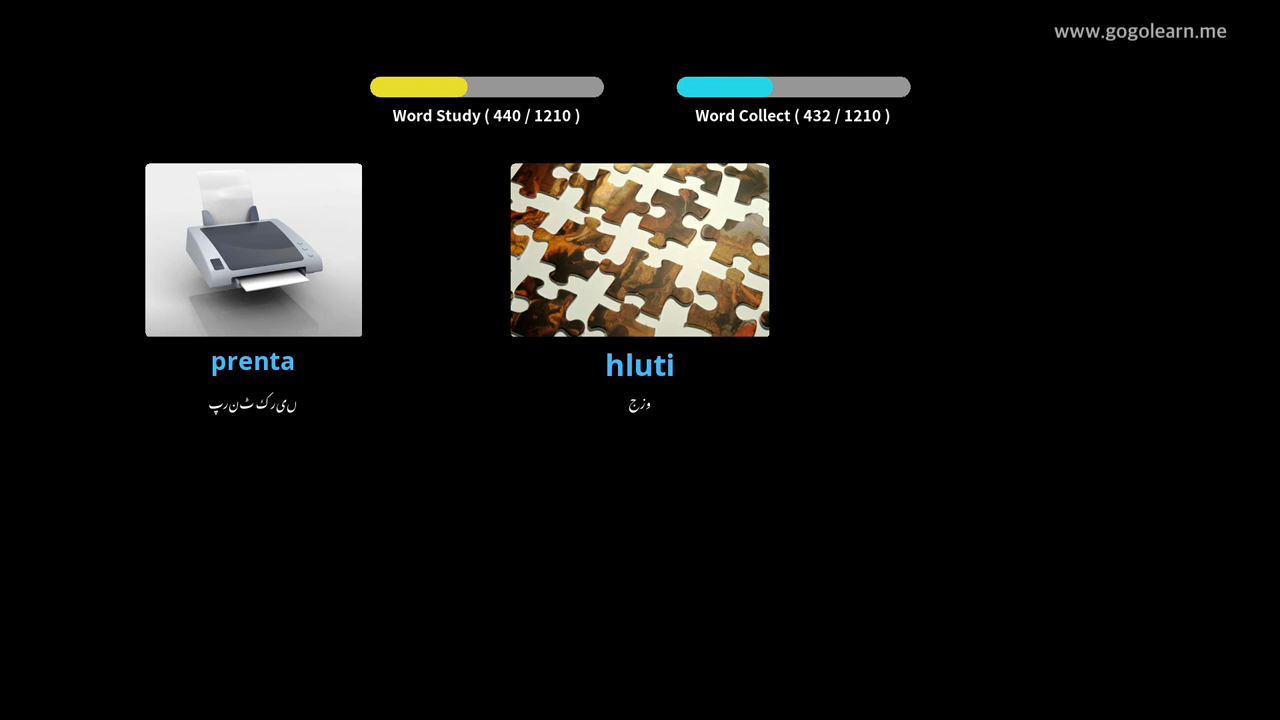 www.gogolearn.me
Word Study ( 440 / 1210 )
Word Collect ( 432 / 1210 )
prenta
ںیرک ٹنرپ
hluti
وزج